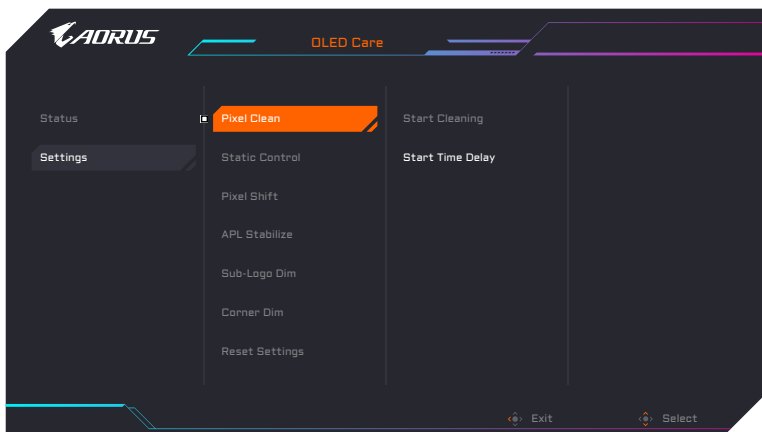 AORUS
OLED Care
Status
Settings
Pixel Clean
Static Control
Pixel Shift
APL Stabilize
Sub-Logo Dim
Corner Dim
Reset Settings
Start Cleaning
Start Time Delay
Exit
Select